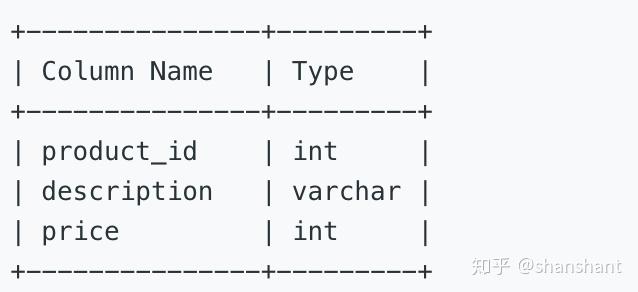 +---------------+---------+
| Column Name   | Type    |
+---------------+---------+
| product_id    | int     |
| description   | varchar |
| price         | int     |
+---------------+---------+
知乎 @shanshant